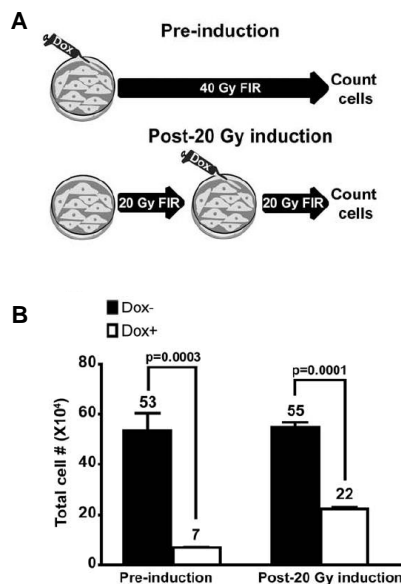 A
Pre-induction
Dox
40 Gy FIR
Count
cells
Post-20 Gy induction
Dox
20 Gy FIR
20 Gy FIR
Count
cells
B
Dox-
Dox+
Total cell # (X10⁴)
80
60
40
20
0
p=0.0003
p=0.0001
53
7
55
22
Pre-induction
Post-20 Gy induction